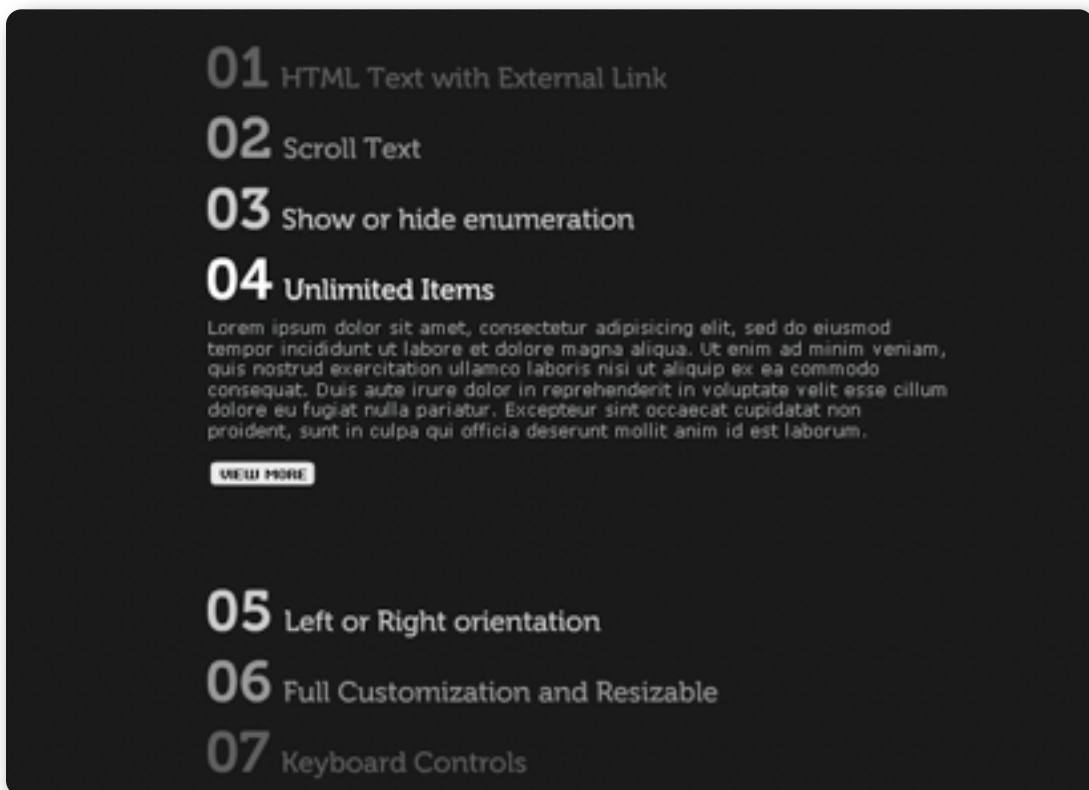 01 HTML Text with External Link
02 Scroll Text
03 Show or hide enumeration
04 Unlimited Items
Lorem ipsum dolor sit amet, consectetur adipisicing elit, sed do eiusmod
tempor incididunt ut labore et dolore magna aliqua. Ut enim ad minim veniam,
quis nostrud exercitation ullamco laboris nisi ut aliquip ex ea commodo
consequat. Duis aute irure dolor in reprehenderit in voluptate velit esse cillum
dolore eu fugiat nulla pariatur. Excepteur sint occaecat cupidatat non
proident, sunt in culpa qui officia deserunt mollit anim id est laborum.
VIEW MORE
05 Left or Right orientation
06 Full Customization and Resizable
07 Keyboard Controls